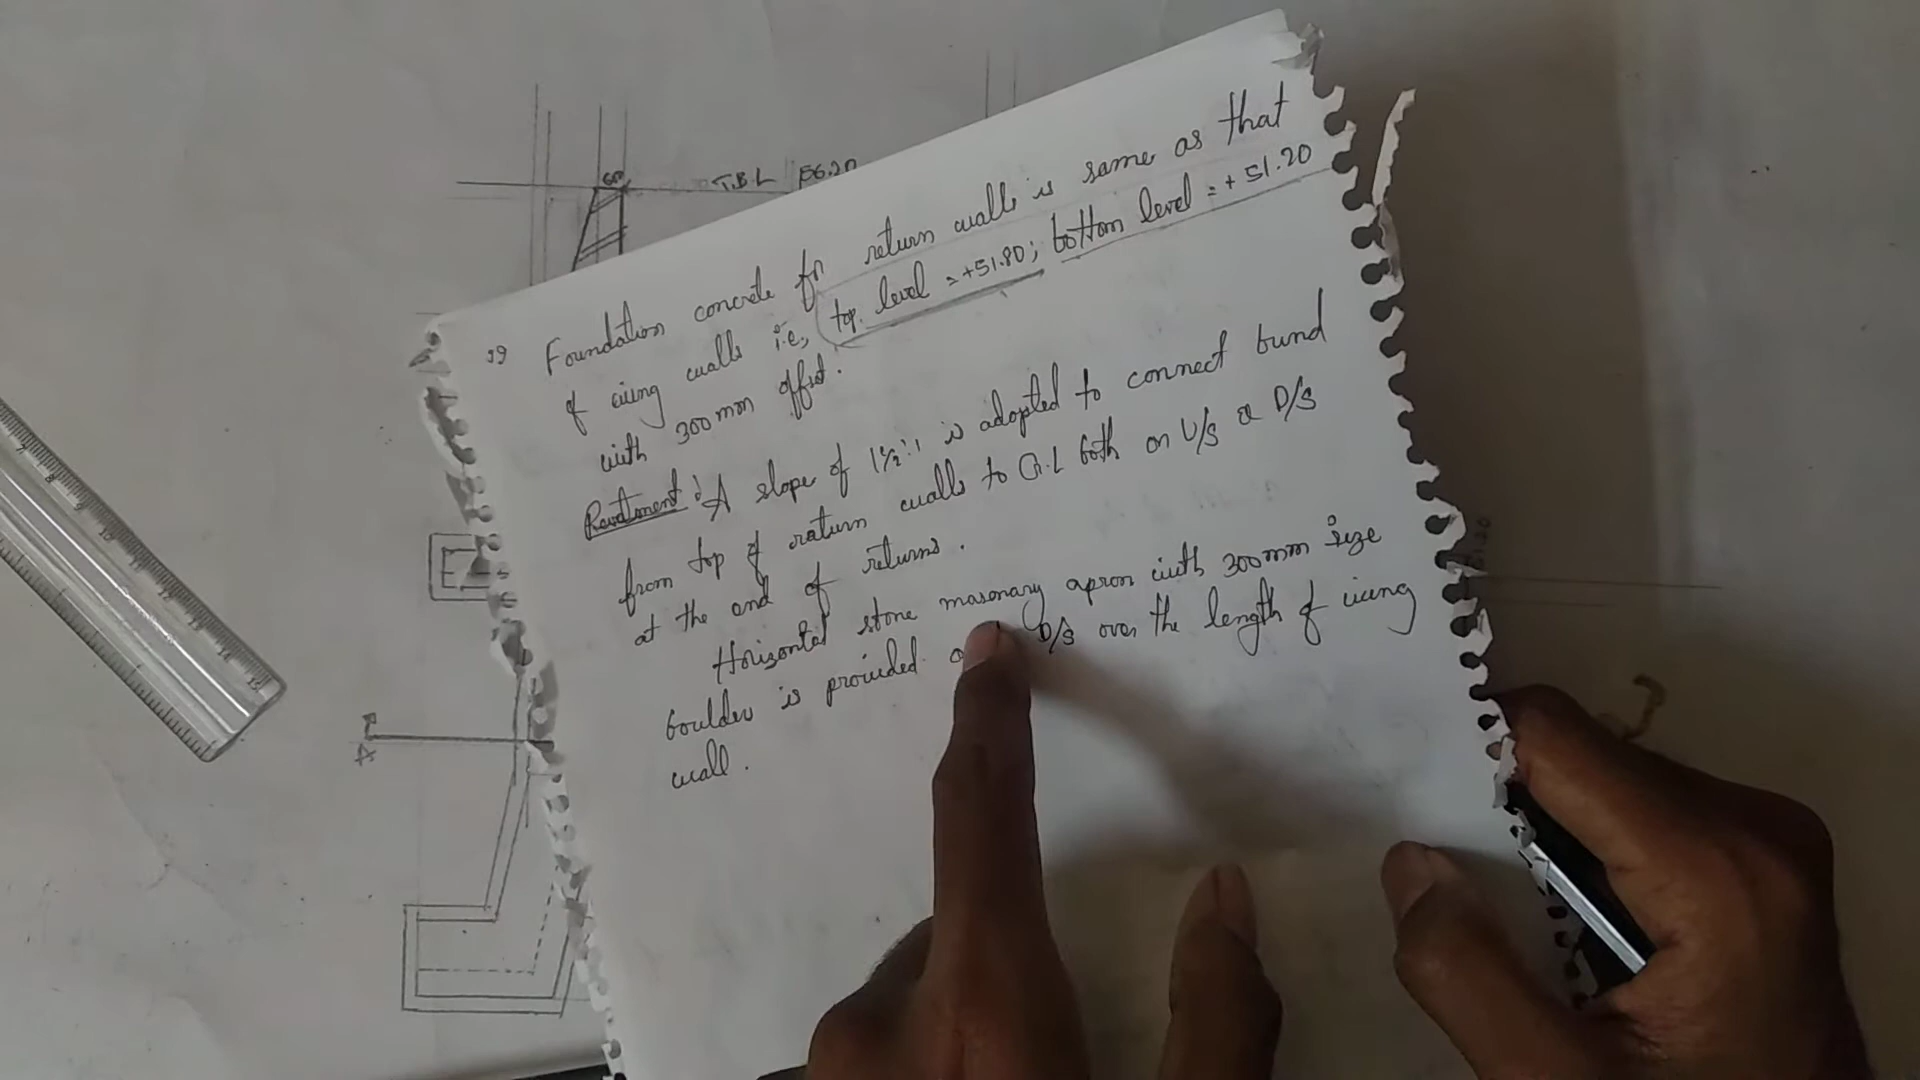 T.B.L 56.20
19 Foundation concrete for return walls is same as that
of wing walls i.e, top level = +51.80; bottom level = + 51.20
with 300 mm offset.
Revetment : A slope of 1½:1 is adopted to connect bund
from top of return walls to G.L both on U/S & D/S
at the end of returns.
Horizontal stone masonary apron with 300mm size
boulder is provided D/S over the length of wing
wall.
A